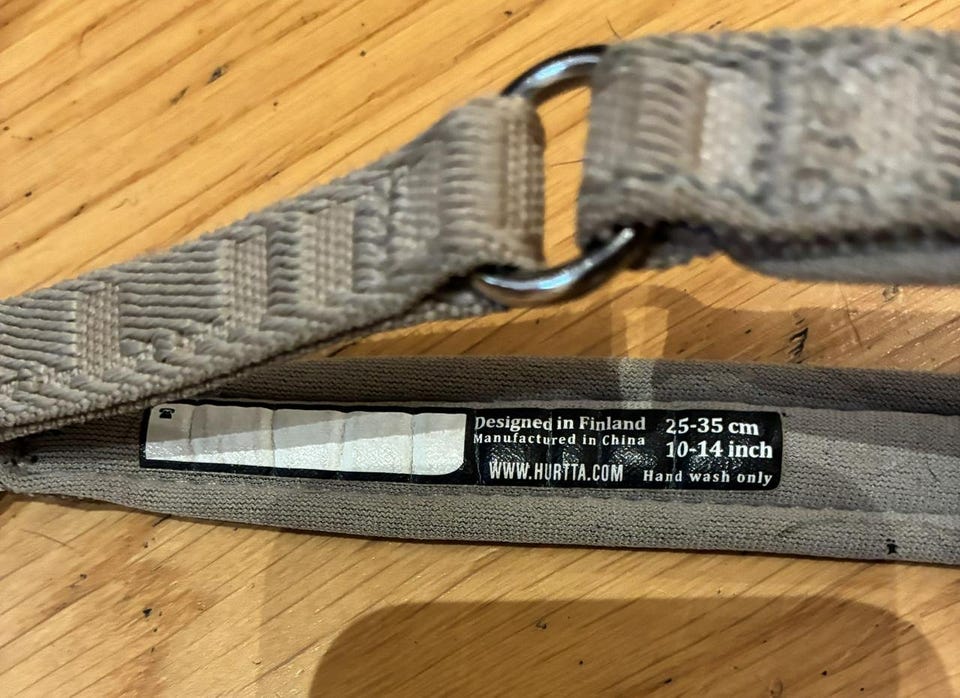 Designed in Finland
Manufactured in China
WWW.HURTTA.COM
25-35 cm
10-14 inch
Hand wash only